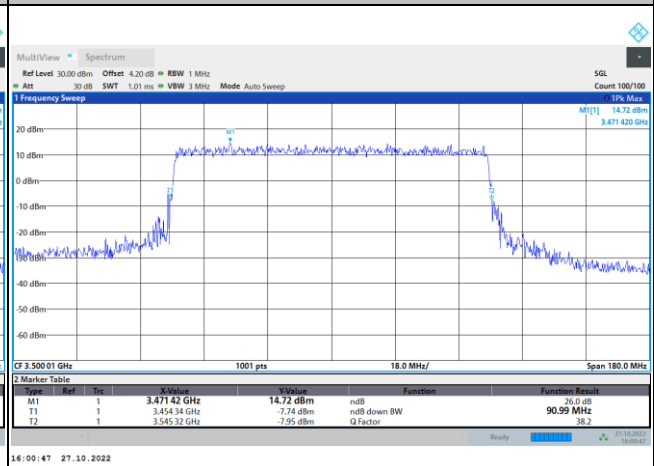 MultiView Spectrum
Ref Level 30.00 dBm Offset 4.20 dB RBW 1 MHz SGL
Att 30 dB SWT 1.01 ms VBW 3 MHz Mode Auto Sweep Count 100/100
1 Frequency Sweep 1Pk Max
M1[1] 14.72 dBm
3.471 420 GHz
20 dBm
M1
10 dBm
0 dBm
T1 T2
-10 dBm
-20 dBm
-30 dBm
-40 dBm
-50 dBm
-60 dBm
CF 3.500 01 GHz 1001 pts 18.0 MHz/ Span 180.0 MHz
2 Marker Table
Type Ref Trc X-Value Y-Value Function Function Result
M1 1 3.471 42 GHz 14.72 dBm ndB 26.0 dB
T1 1 3.454 34 GHz -7.74 dBm ndB down BW 90.99 MHz
T2 1 3.545 32 GHz -7.95 dBm Q Factor 38.2
Ready 27.10.2022
16:00:47
16:00:47 27.10.2022